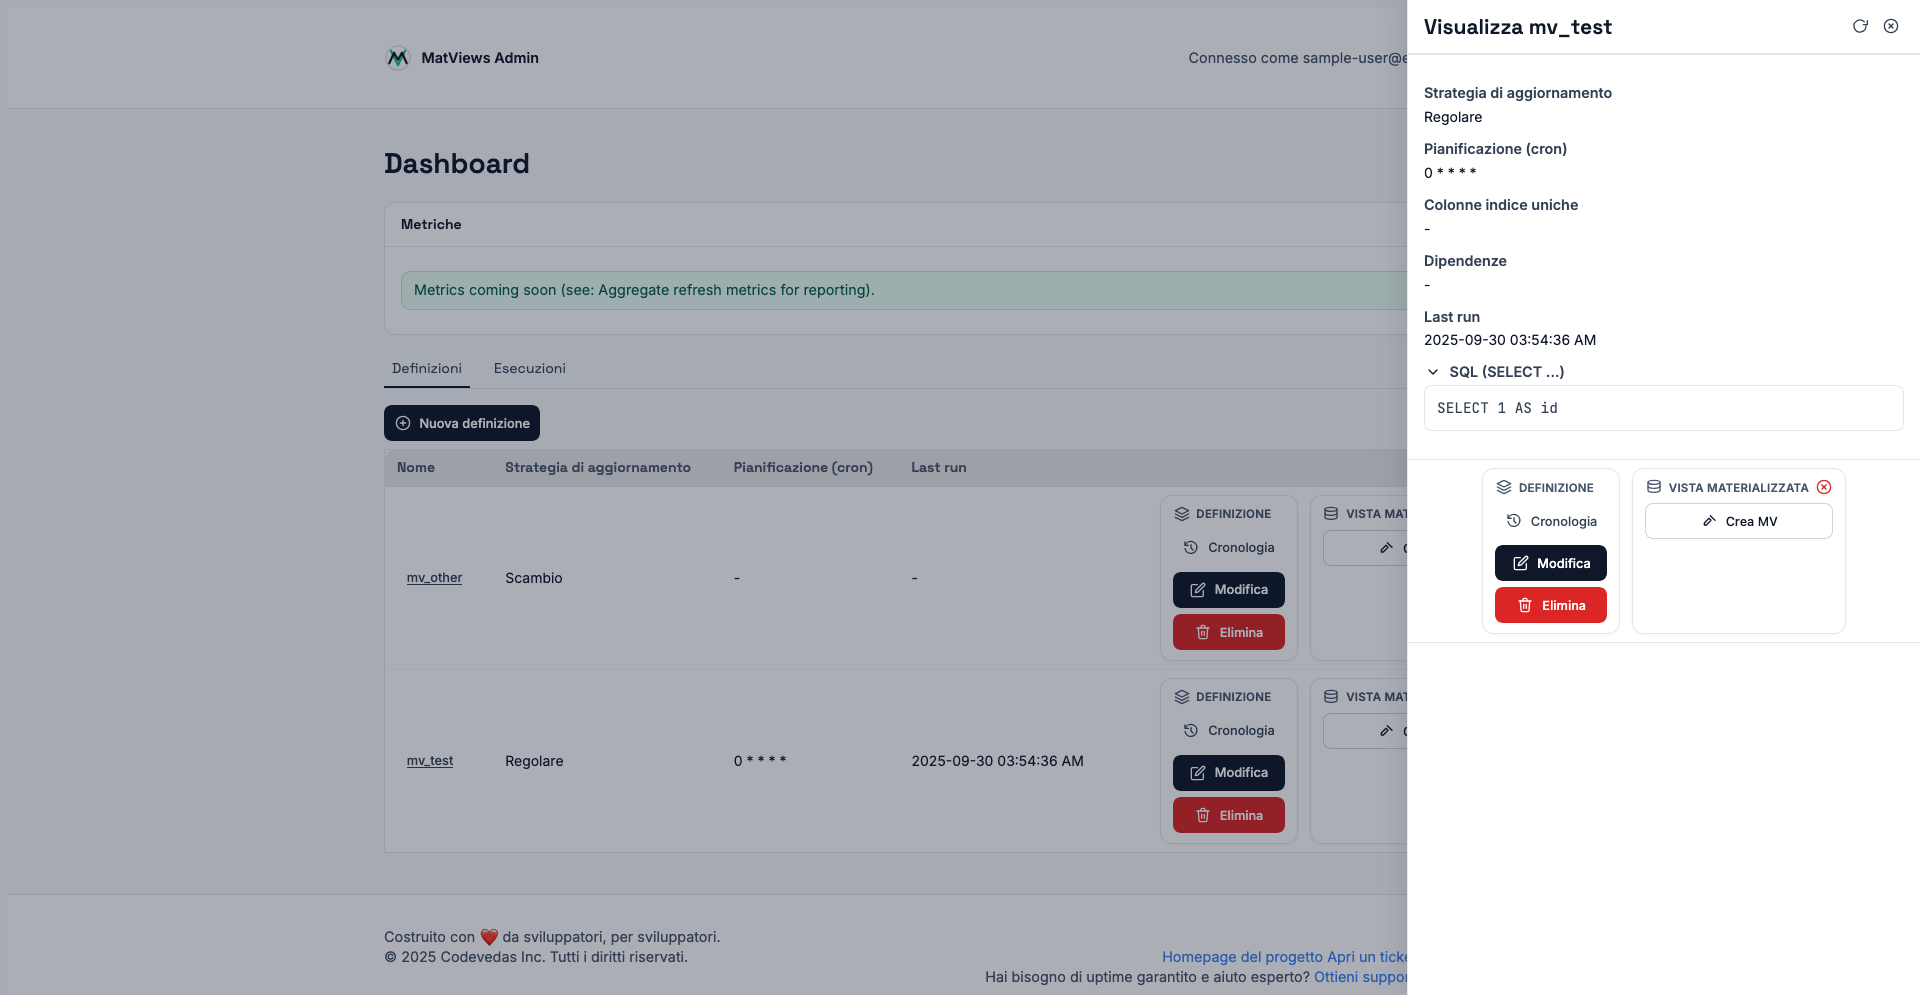 MatViews Admin
Connesso come sample-user@e
Dashboard
Metriche
Metrics coming soon (see: Aggregate refresh metrics for reporting).
Definizioni
Esecuzioni
Nuova definizione
Nome
Strategia di aggiornamento
Pianificazione (cron)
Last run
mv_other
Scambio
-
-
DEFINIZIONE
Cronologia
Modifica
Elimina
VISTA MAT
mv_test
Regolare
0 * * * *
2025-09-30 03:54:36 AM
DEFINIZIONE
Cronologia
Modifica
Elimina
VISTA MAT
Costruito con ❤️ da sviluppatori, per sviluppatori.
© 2025 Codevedas Inc. Tutti i diritti riservati.
Homepage del progetto Apri un ticke
Hai bisogno di uptime garantito e aiuto esperto? Ottieni suppor
Visualizza mv_test
Strategia di aggiornamento
Regolare
Pianificazione (cron)
0 * * * *
Colonne indice uniche
-
Dipendenze
-
Last run
2025-09-30 03:54:36 AM
SQL (SELECT …)
SELECT 1 AS id
DEFINIZIONE
Cronologia
Modifica
Elimina
VISTA MATERIALIZZATA
Crea MV